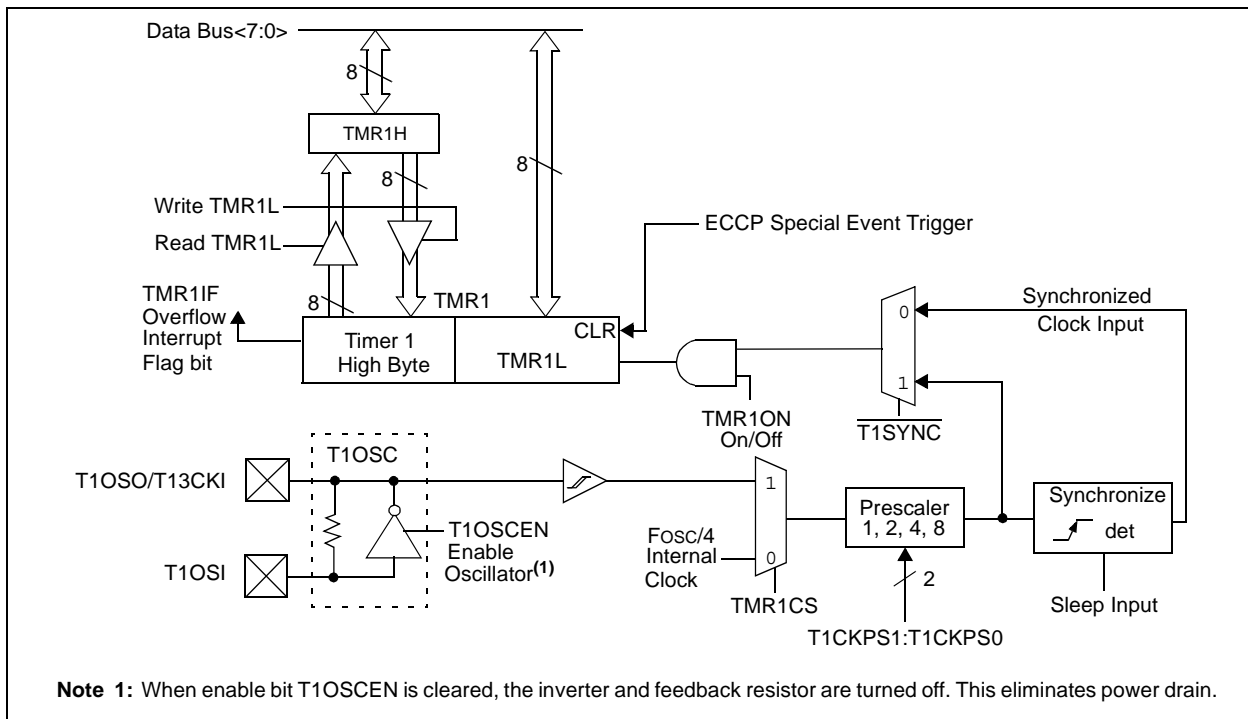 Data Bus<7:0>
8
TMR1H
8
8
Write TMR1L
Read TMR1L
ECCP Special Event Trigger
TMR1IF
Overflow
Interrupt
Flag bit
8
TMR1
Timer 1
High Byte
TMR1L
CLR
0
1
Synchronized
Clock Input
TMR1ON
On/Off
T1SYNC
T1OSC
T1OSO/T13CKI
T1OSI
T1OSCEN
Enable
Oscillator(1)
1
0
FOSC/4
Internal
Clock
TMR1CS
Prescaler
1, 2, 4, 8
2
T1CKPS1:T1CKPS0
Synchronize
det
Sleep Input
Note 1: When enable bit T1OSCEN is cleared, the inverter and feedback resistor are turned off. This eliminates power drain.